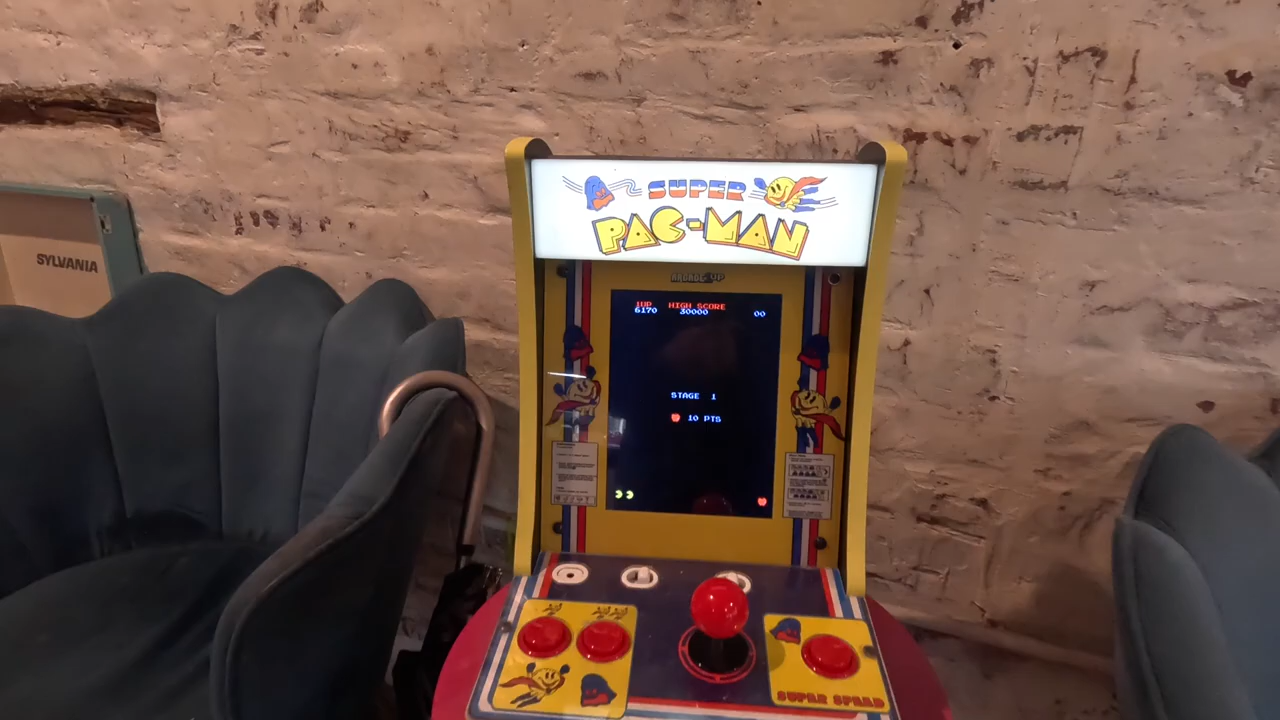 SYLVANIA
SUPER
PAC-MAN
ARCADE1UP
1UP HIGH SCORE
6170 30000 00
STAGE 1
10 PTS
SUPER SPEED